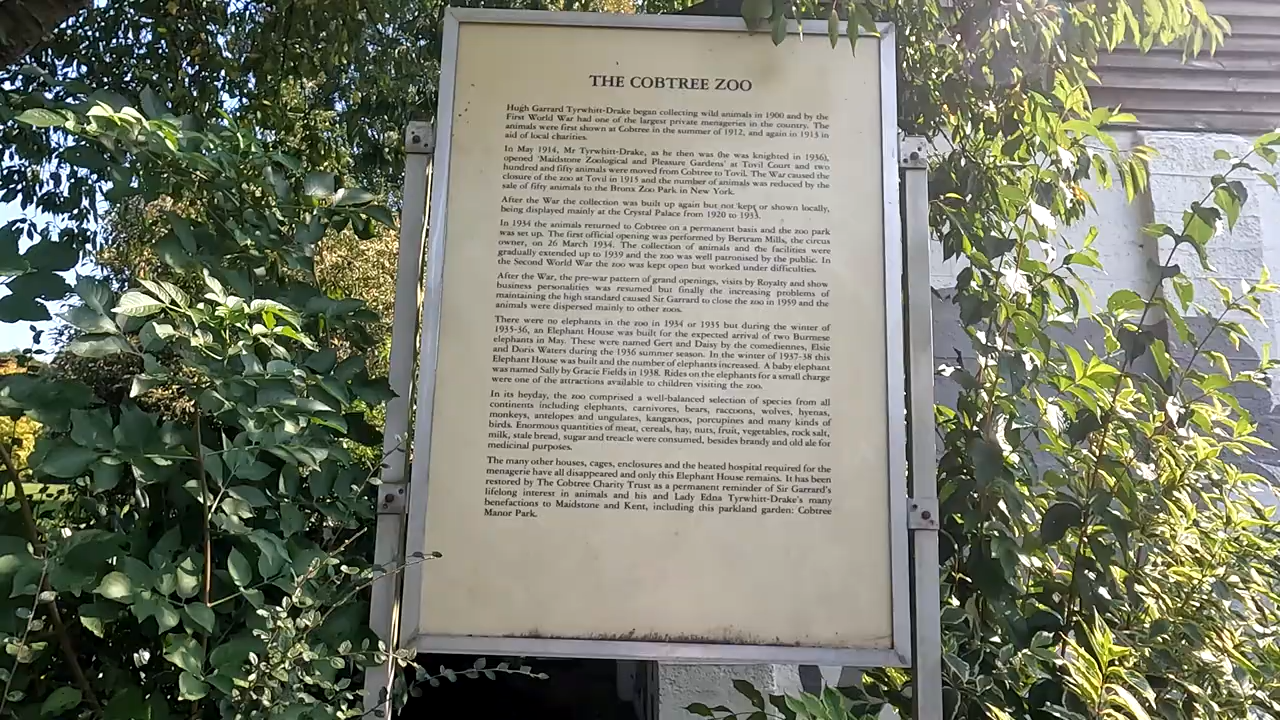 THE COBTREE ZOO
Hugh Garrard Tyrwhitt-Drake began collecting wild animals in 1900 and by the
First World War had one of the largest private menageries in the country. The
animals were first shown at Cobtree in the summer of 1912, and again in 1913 in
aid of local charities.
In May 1914, Mr Tyrwhitt-Drake, as he then was (he was knighted in 1936),
opened 'Maidstone Zoological and Pleasure Gardens' at Tovil Court and two
hundred and fifty animals were moved from Cobtree to Tovil. The War caused the
closure of the zoo at Tovil in 1915 and the number of animals was reduced by the
sale of fifty animals to the Bronx Zoo Park in New York.
After the War the collection was built up again but not kept or shown locally,
being displayed mainly at the Crystal Palace from 1920 to 1933.
In 1934 the animals returned to Cobtree on a permanent basis and the zoo park
was set up. The first official opening was performed by Bertram Mills, the circus
owner, on 26 March 1934. The collection of animals and the facilities were
gradually extended up to 1939 and the zoo was well patronised by the public. In
the Second World War the zoo was kept open but worked under difficulties.
After the War, the pre-war pattern of grand openings, visits by Royalty and show
business personalities was resumed but finally the increasing problems of
maintaining the high standard caused Sir Garrard to close the zoo in 1959 and the
animals were dispersed mainly to other zoos.
There were no elephants in the zoo in 1934 or 1935 but during the winter of
1935-36, an Elephant House was built for the expected arrival of two Burmese
elephants in May. These were named Gert and Daisy by the comediennes, Elsie
and Doris Waters during the 1936 summer season. In the winter of 1937-38 this
Elephant House was built and the number of elephants increased. A baby elephant
was named Sally by Gracie Fields in 1938. Rides on the elephants for a small charge
were one of the attractions available to children visiting the zoo.
In its heyday, the zoo comprised a well-balanced selection of species from all
continents including elephants, carnivores, bears, raccoons, wolves, hyenas,
monkeys, antelopes and ungulates, kangaroos, porcupines and many kinds of
birds. Enormous quantities of meat, cereals, hay, nuts, fruit, vegetables, rock salt,
milk, stale bread, sugar and treacle were consumed, besides brandy and old ale for
medicinal purposes.
The many other houses, cages, enclosures and the heated hospital required for the
menagerie have all disappeared and only this Elephant House remains. It has been
restored by The Cobtree Charity Trust as a permanent reminder of Sir Garrard's
lifelong interest in animals and his and Lady Edna Tyrwhitt-Drake's many
benefactions to Maidstone and Kent, including this parkland garden: Cobtree
Manor Park.